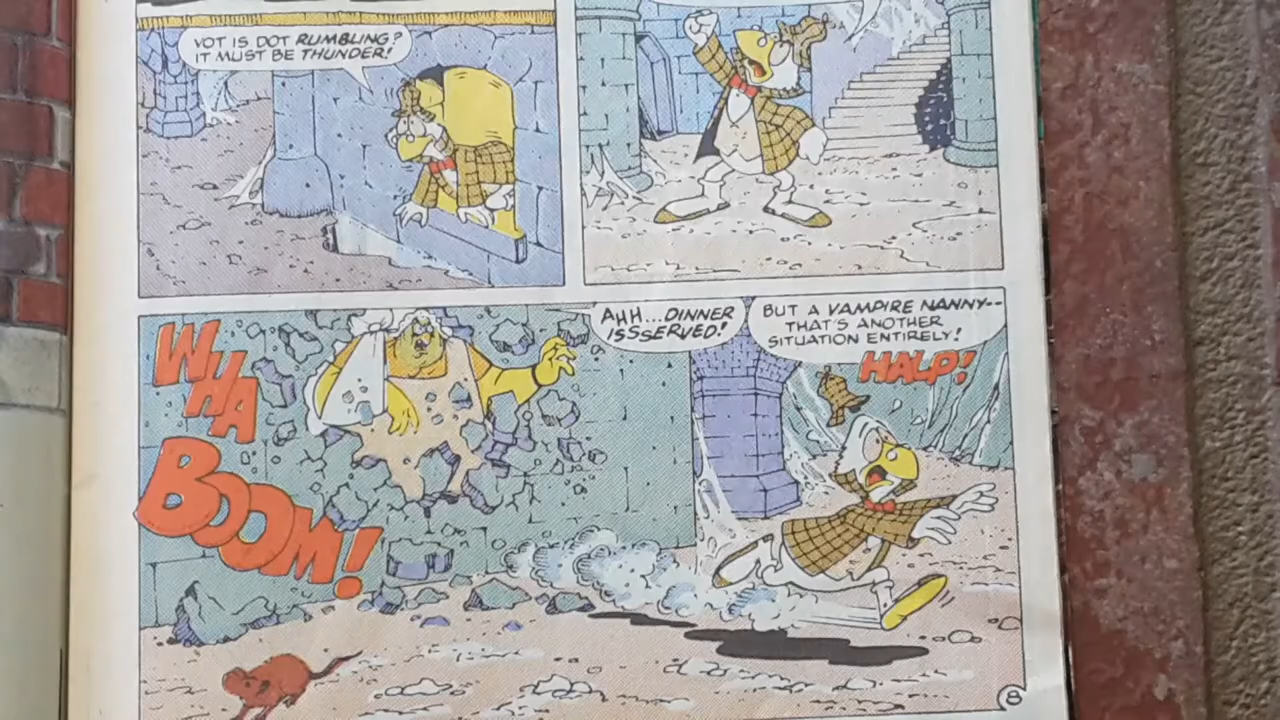 VOT IS DOT RUMBLING?
IT MUST BE THUNDER!
WHA
BOOM!
AHH...DINNER
ISSSERVED!
BUT A VAMPIRE NANNY--
THAT'S ANOTHER
SITUATION ENTIRELY!
HALP!
8